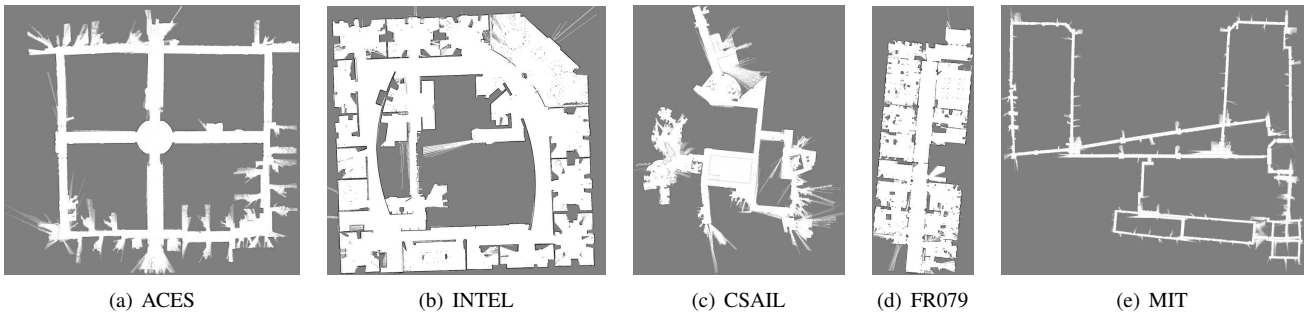 (a) ACES
(b) INTEL
(c) CSAIL
(d) FR079
(e) MIT